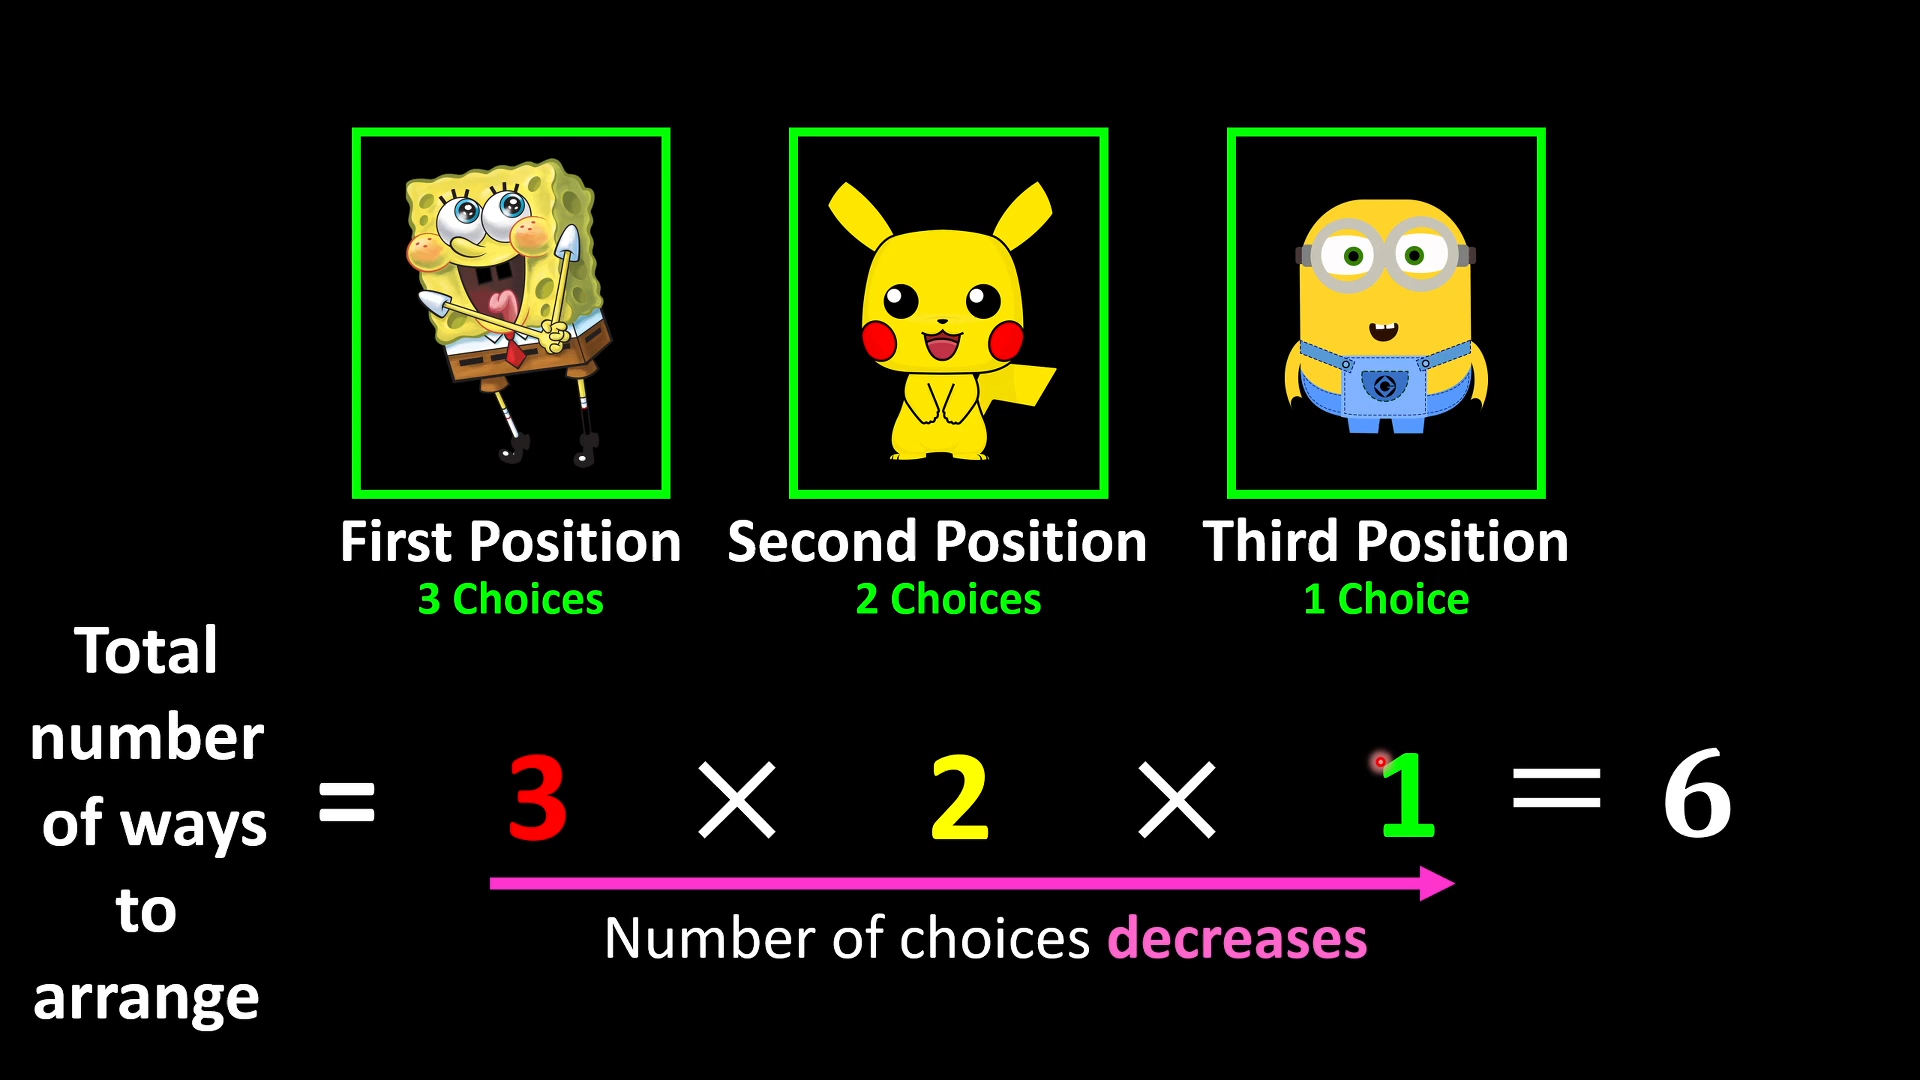 First Position
Second Position
Third Position
3 Choices
2 Choices
1 Choice
Total
number
of ways
to
arrange
= 3 × 2 × 1 = 6
Number of choices decreases